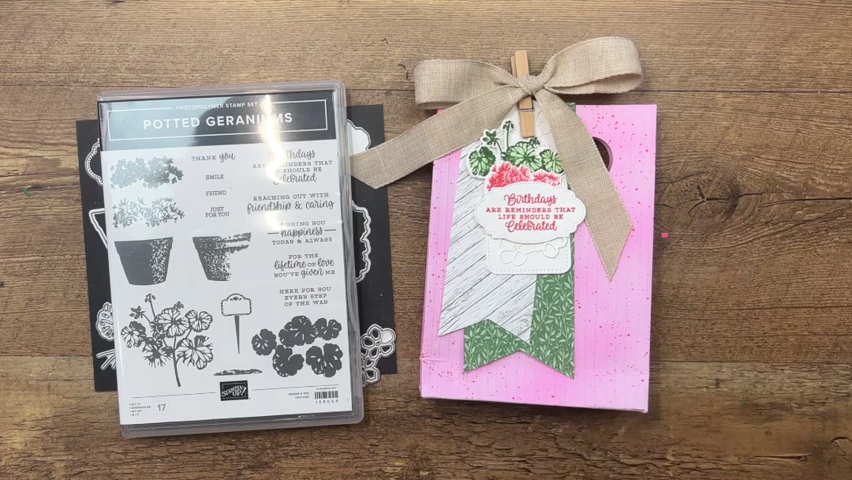 PHOTOPOLYMER STAMP SET
POTTED GERANIUMS
THANK you
SMILE
FRIEND
JUST
FOR YOU
Birthdays
ARE REMINDERS THAT
LIFE SHOULD BE
Celebrated
REACHING OUT WITH
friendship & caring
WISHING YOU
happiness
TODAY & ALWAYS
FOR THE
lifetime OF love
YOU'VE given ME
HERE FOR YOU
EVERY STEP
OF THE WAY
STAMPIN' UP!
17
Birthdays
ARE REMINDERS THAT
LIFE SHOULD BE
Celebrated